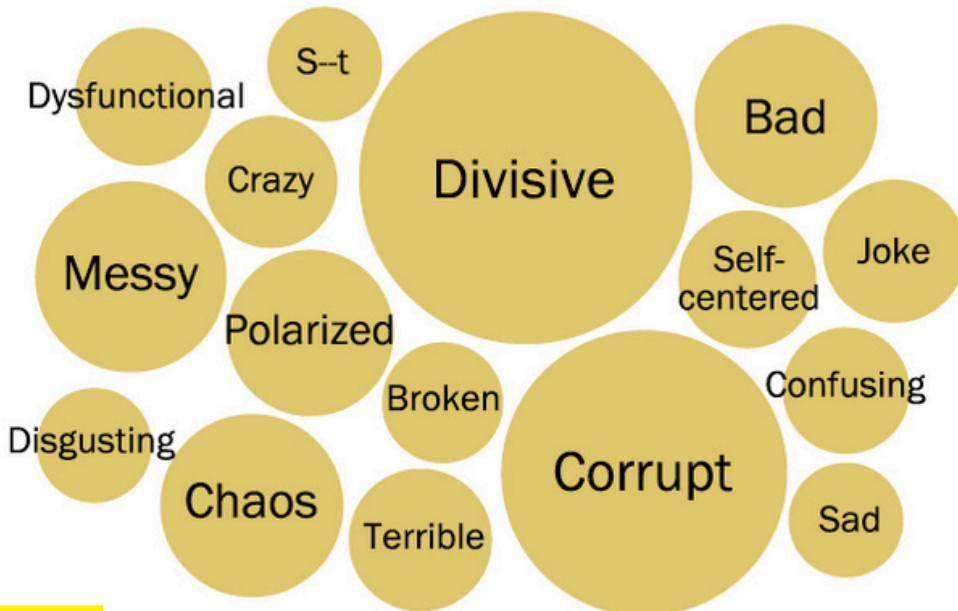 S--t
Dysfunctional
Bad
Divisive
Crazy
Self-
centered
Joke
Messy
Polarized
Broken
Confusing
Disgusting
Corrupt
Chaos
Sad
Terrible